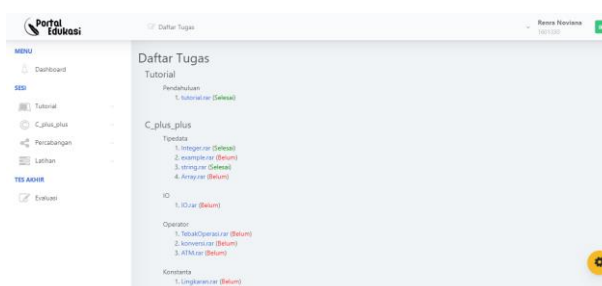 Portal
Edukasi
Daftar Tugas
Renra Noviana
MENU
Dashboard
SESI
Tutorial
C_plus_plus
Percabangan
Latihan
TES AKHIR
Evaluasi
Daftar Tugas
Tutorial
Pendahuluan
1. tutorial.rar (Selesai)
C_plus_plus
Tipedata
1. Integer.rar (Selesai)
2. example.rar (Belum)
3. string.rar (Selesai)
4. Array.rar (Belum)
IO
1. IO.rar (Belum)
Operator
1. TebakOperasi.rar (Belum)
2. konversi.rar (Belum)
3. ATM.rar (Belum)
Konstanta
1. Lingkaran.rar (Belum)